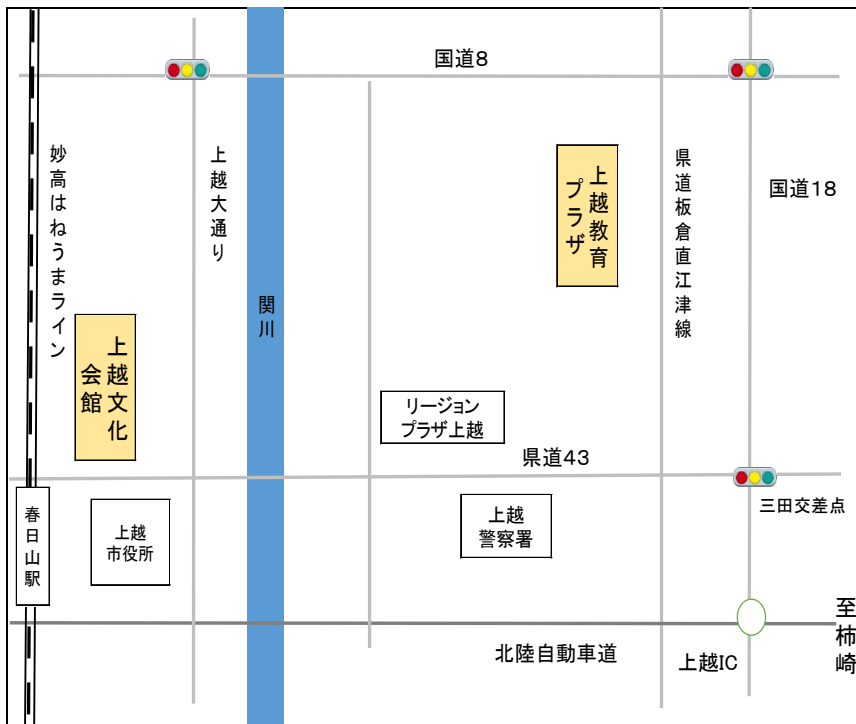 国道8
妙高はねうまライン
上越大通り
関川
上越教育
プラザ
県道板倉直江津線
国道18
上越文化
会館
リージョン
プラザ上越
県道43
三田交差点
春日山駅
上越
市役所
上越
警察署
北陸自動車道
上越IC
至柿崎